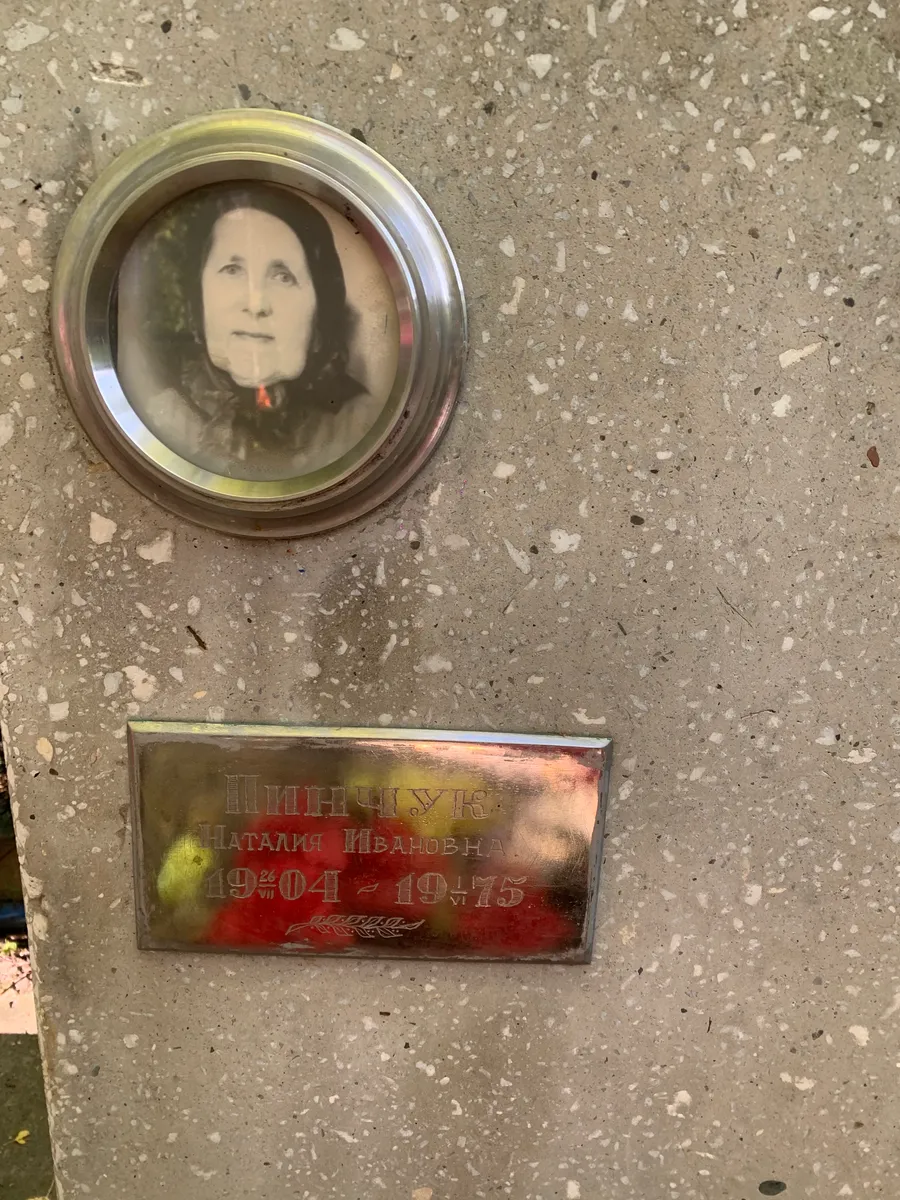 Пинчук
Наталия Ивановна
19 26/VII 04 - 19 1/VI 75